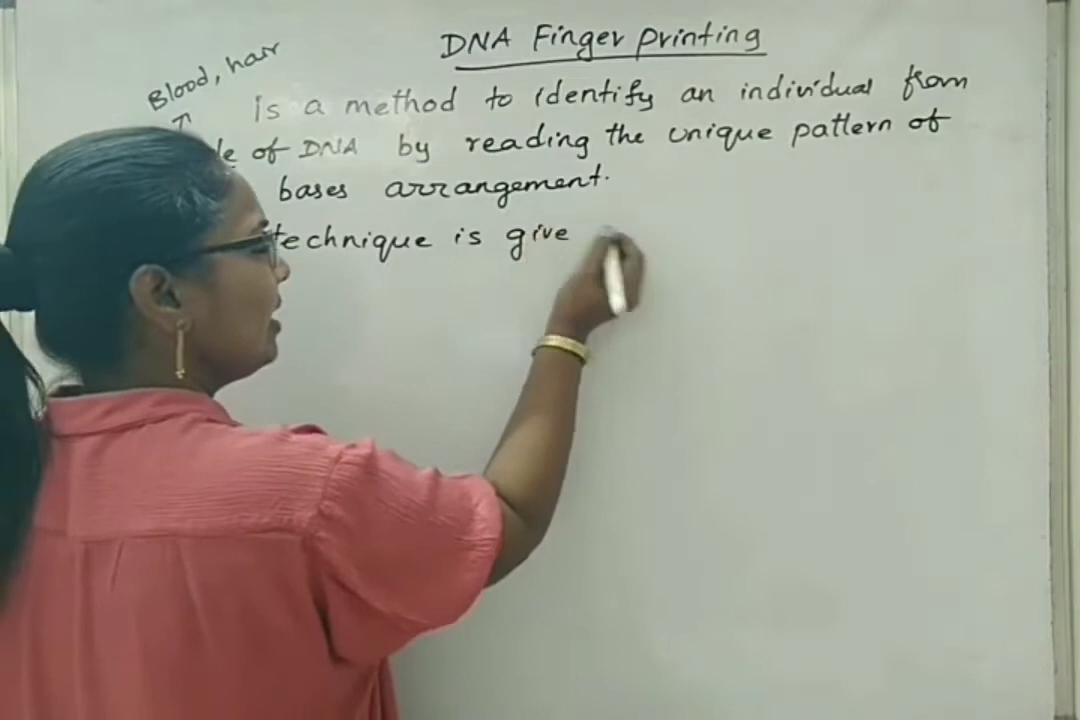 DNA Finger printing
Blood, hair
Is a method to identify an individual from
of DNA by reading the unique pattern of
bases arrangement.
technique is give